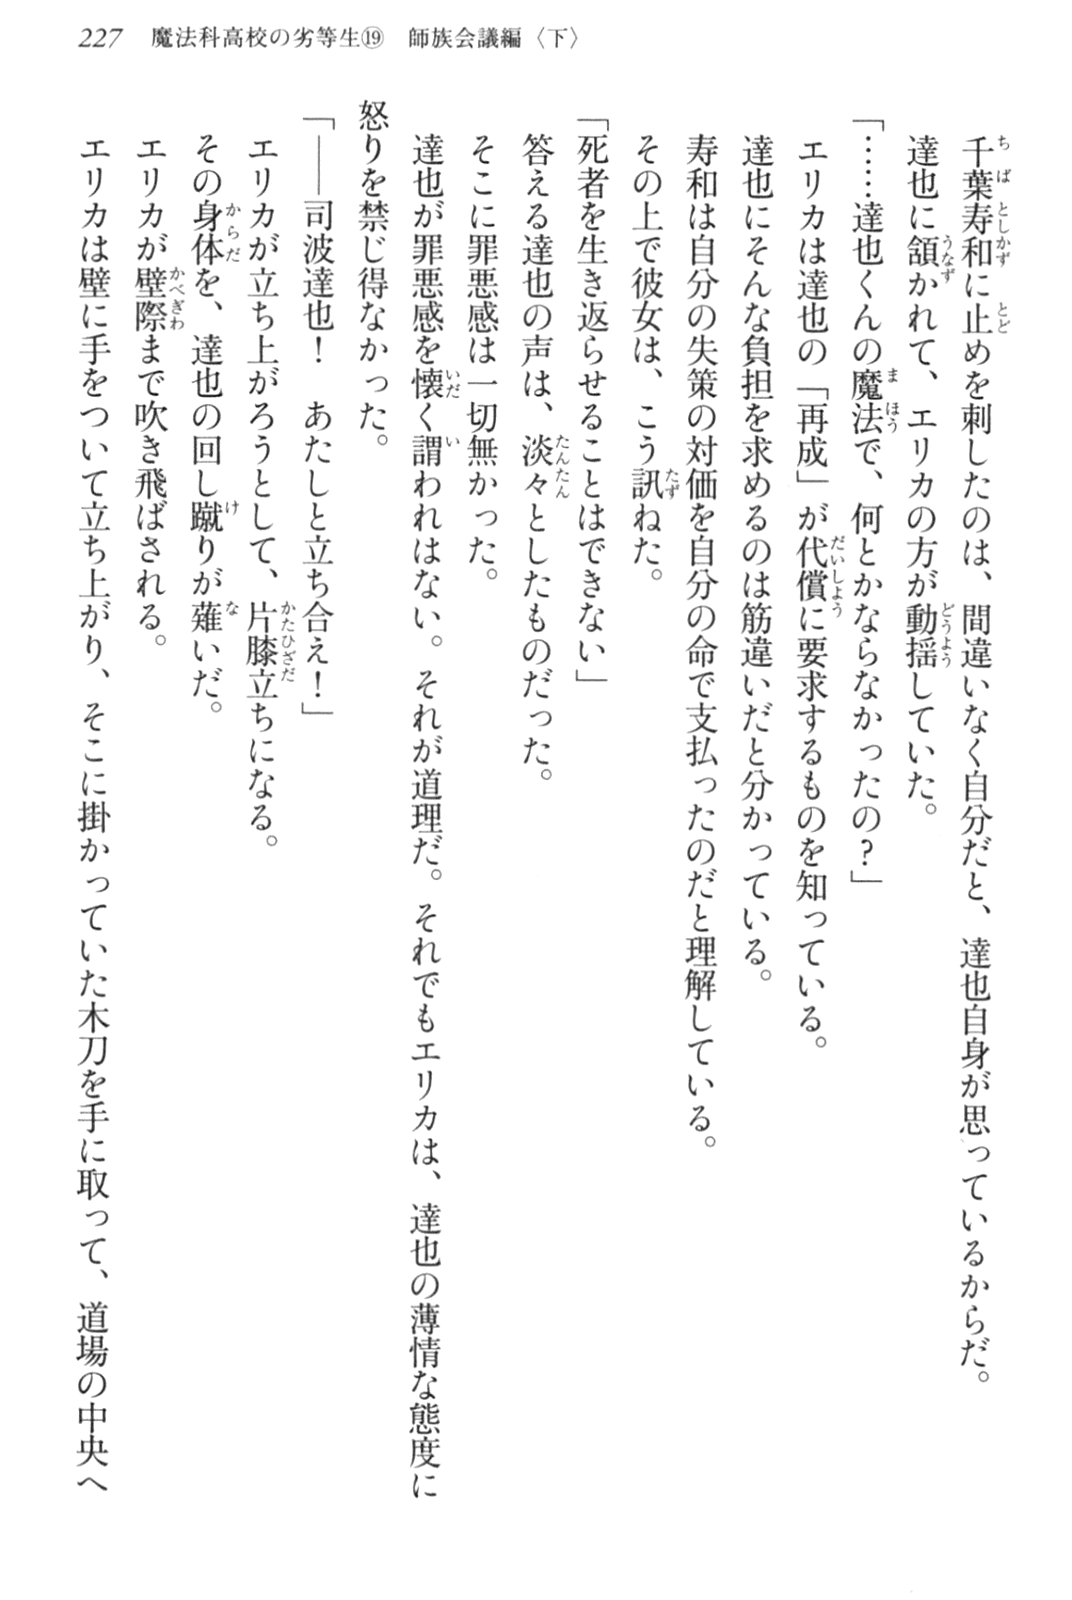 227　魔法科高校の劣等生⑲　師族会議編〈下〉
千葉寿和に止めを刺したのは、間違いなく自分だと、達也自身が思っているからだ。
達也に頷かれて、エリカの方が動揺していた。
「……達也くんの魔法で、何とかならなかったの？」
エリカは達也の「再成」が代償に要求するものを知っている。
達也にそんな負担を求めるのは筋違いだと分かっている。
寿和は自分の失策の対価を自分の命で支払ったのだと理解している。
その上で彼女は、こう訊ねた。
「死者を生き返らせることはできない」
答える達也の声は、淡々としたものだった。
そこに罪悪感は一切無かった。
達也が罪悪感を懐く謂われはない。それが道理だ。それでもエリカは、達也の薄情な態度に
怒りを禁じ得なかった。
「――司波達也！　あたしと立ち合え！」
エリカが立ち上がろうとして、片膝立ちになる。
その身体を、達也の回し蹴りが薙いだ。
エリカが壁際まで吹き飛ばされる。
エリカは壁に手をついて立ち上がり、そこに掛かっていた木刀を手に取って、道場の中央へ